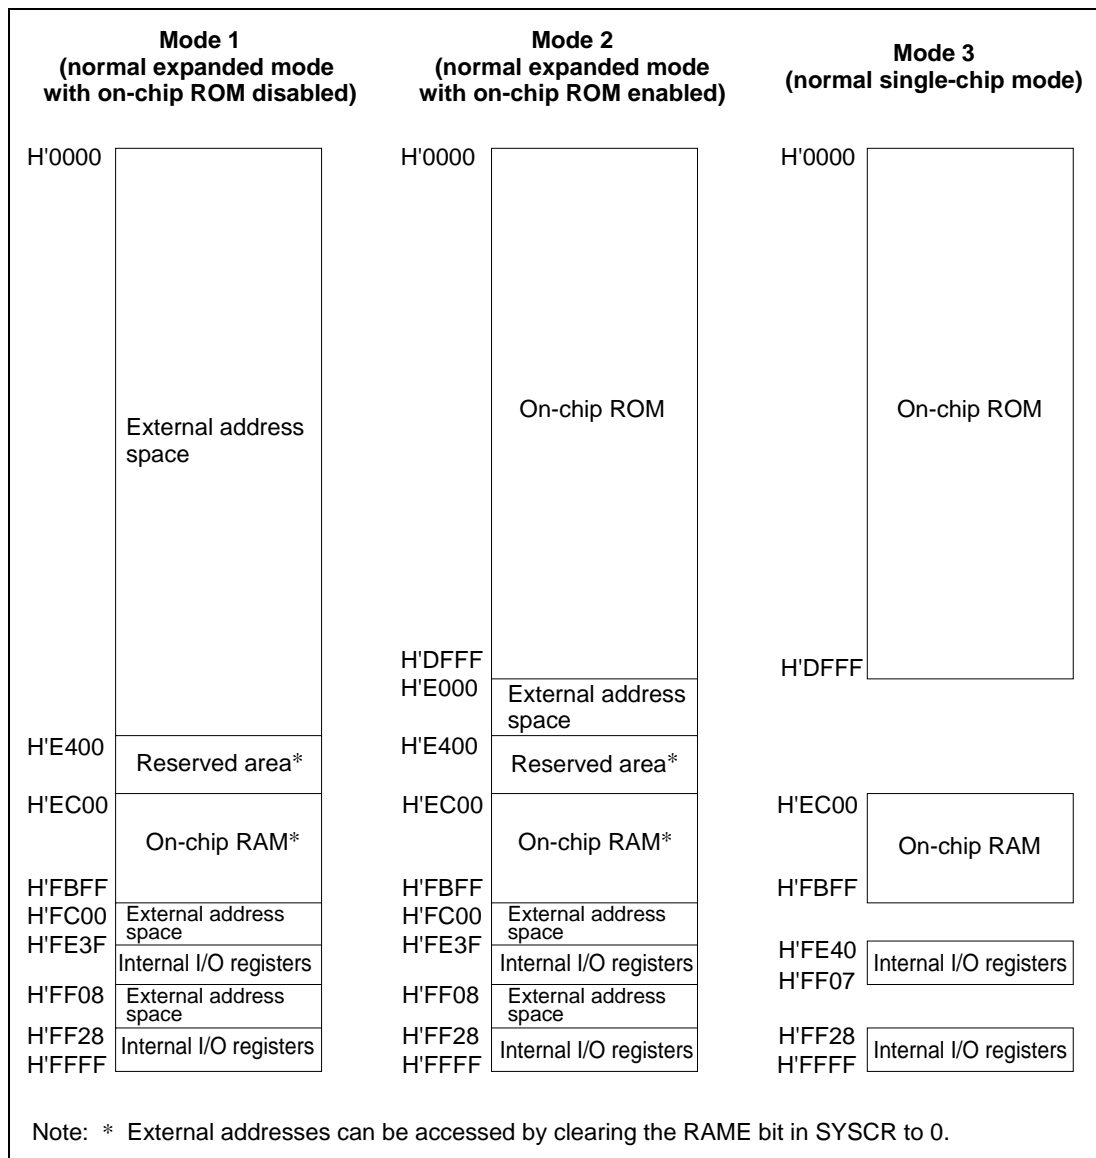 Mode 1
(normal expanded mode
with on-chip ROM disabled)
H'0000
External address
space
H'E400
Reserved area*
H'EC00
On-chip RAM*
H'FBFF
H'FC00
External address
space
H'FE3F
Internal I/O registers
H'FF08
External address
space
H'FF28
Internal I/O registers
H'FFFF
Mode 2
(normal expanded mode
with on-chip ROM enabled)
H'0000
On-chip ROM
H'DFFF
H'E000
External address
space
H'E400
Reserved area*
H'EC00
On-chip RAM*
H'FBFF
H'FC00
External address
space
H'FE3F
Internal I/O registers
H'FF08
External address
space
H'FF28
Internal I/O registers
H'FFFF
Mode 3
(normal single-chip mode)
H'0000
On-chip ROM
H'DFFF
H'EC00
On-chip RAM
H'FBFF
H'FE40
Internal I/O registers
H'FF07
H'FF28
Internal I/O registers
H'FFFF
Note: * External addresses can be accessed by clearing the RAME bit in SYSCR to 0.